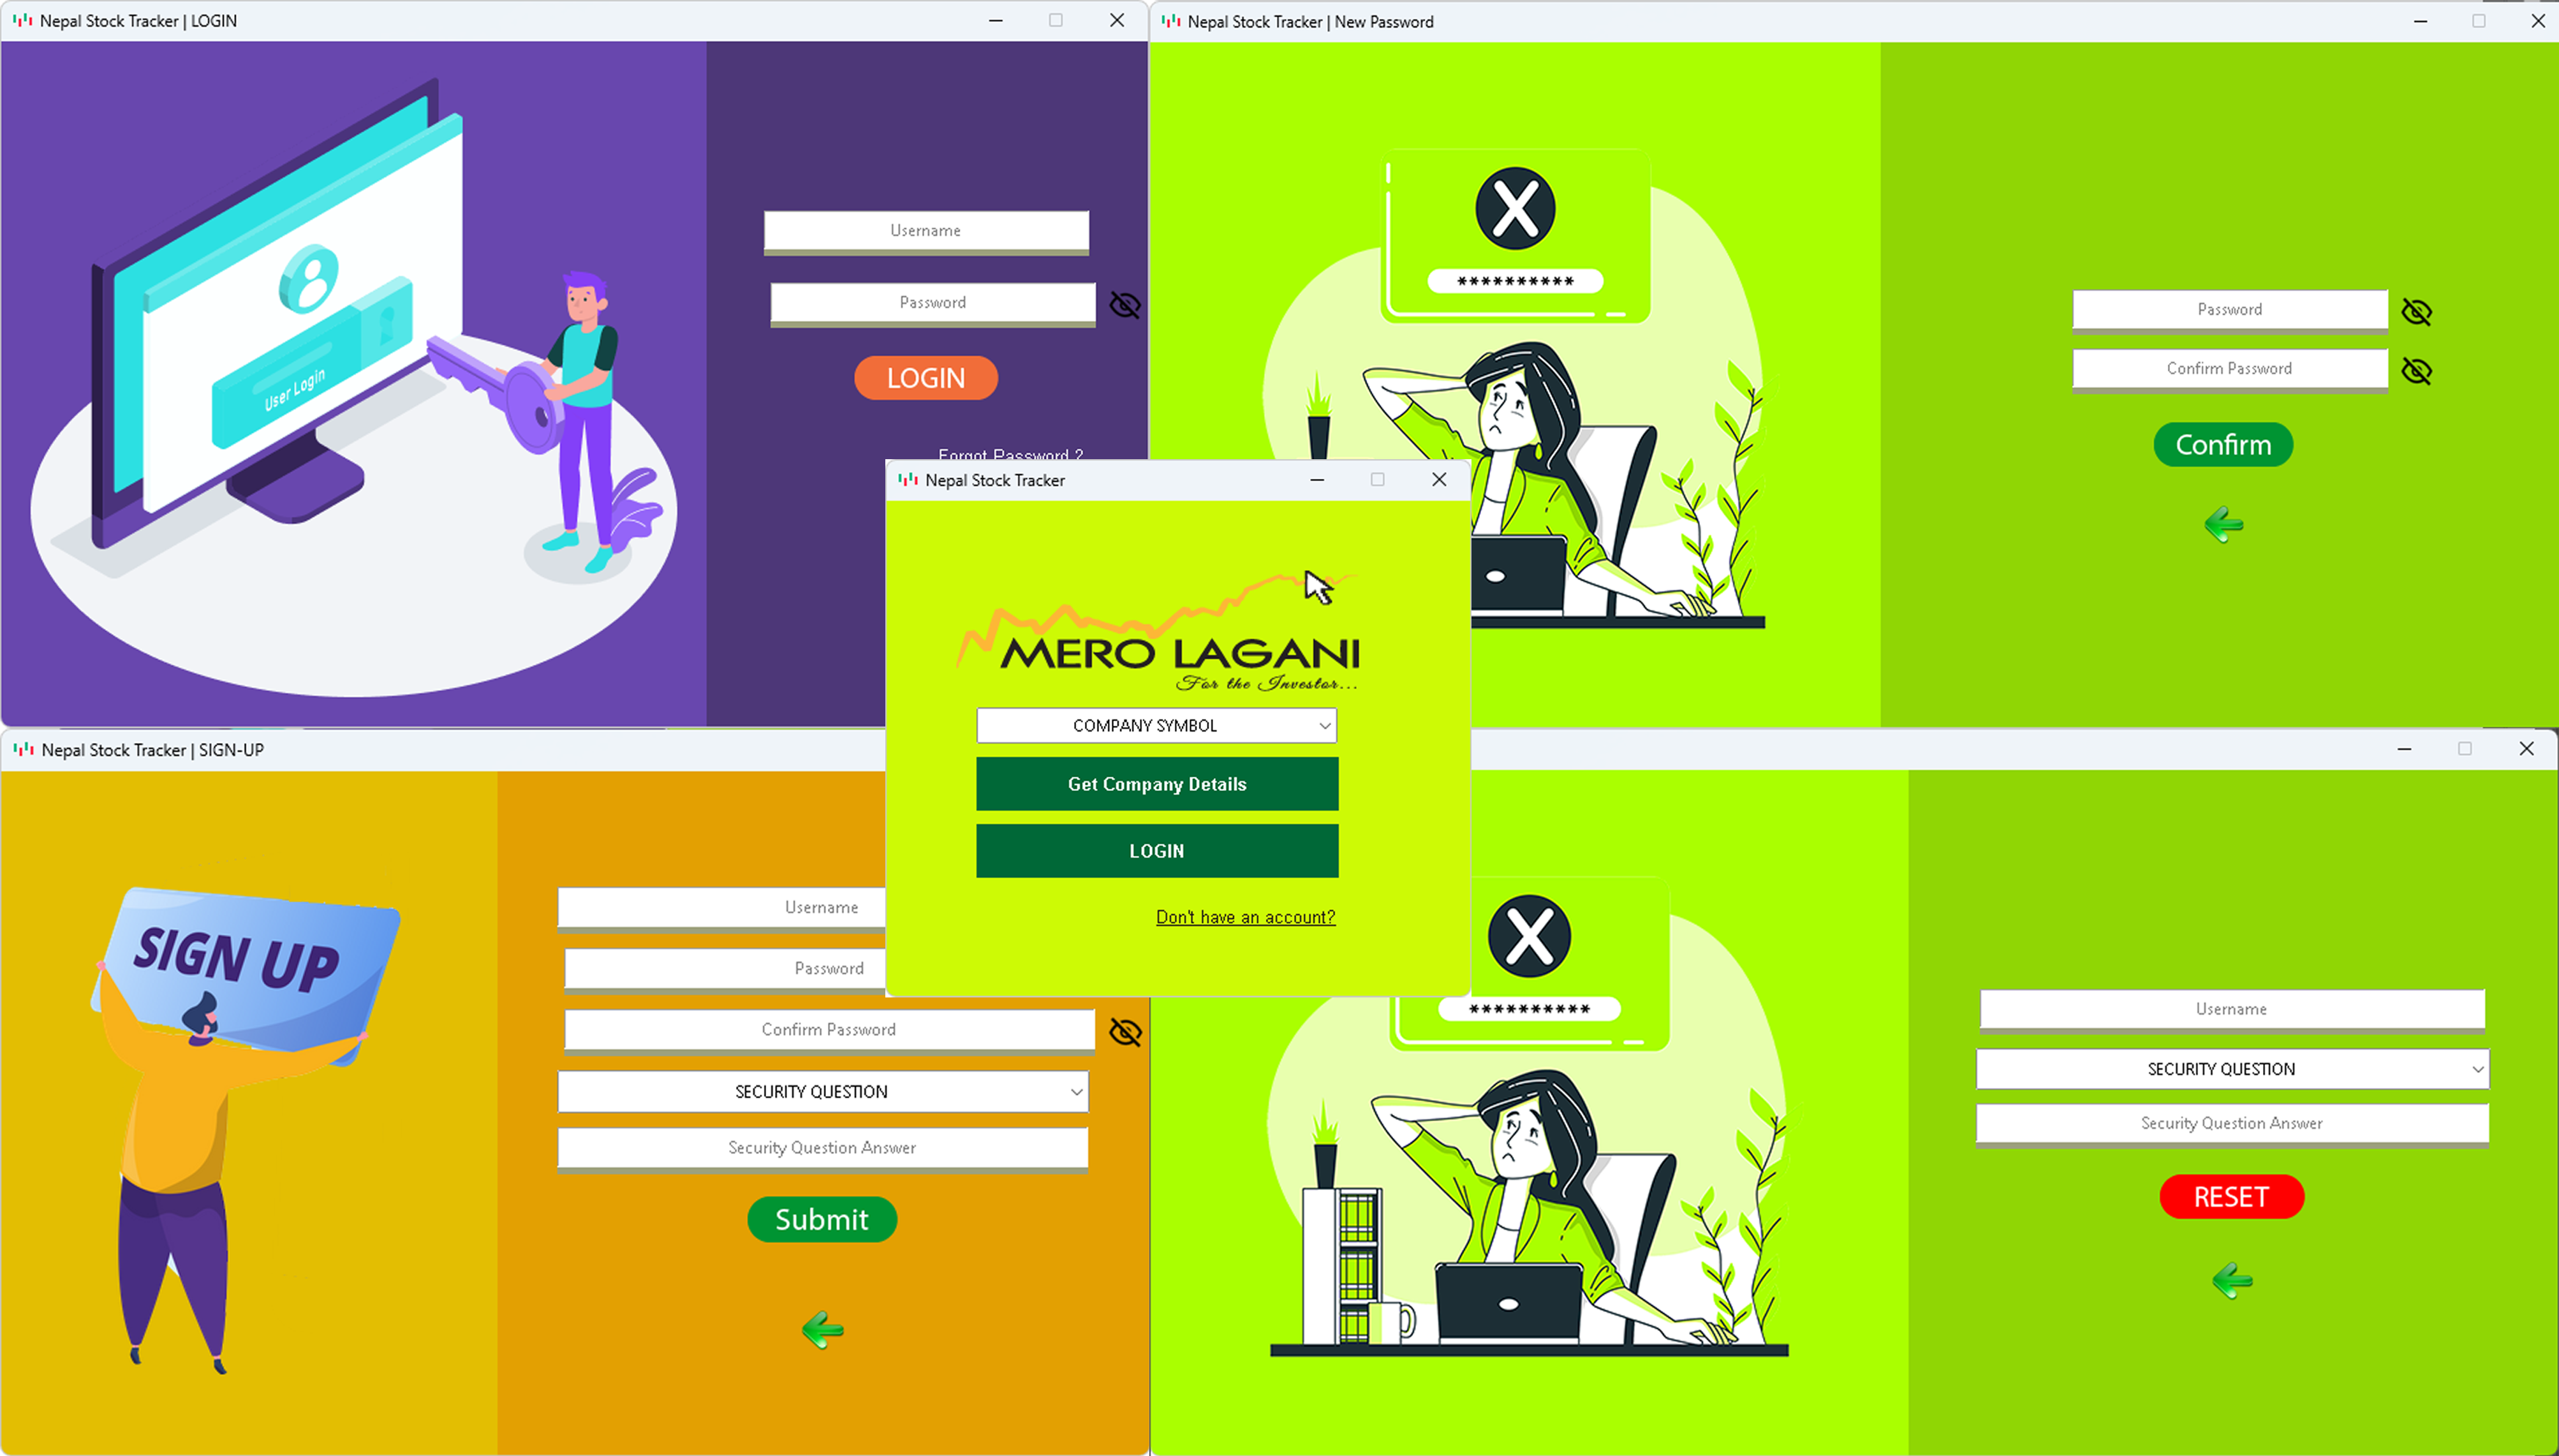 Nepal Stock Tracker | LOGIN
User Login
Username
Password
LOGIN
Forgot Password ?
Nepal Stock Tracker | New Password
X
**********
Password
Confirm Password
Confirm
Nepal Stock Tracker
MERO LAGANI
For the Investor...
COMPANY SYMBOL
Get Company Details
LOGIN
Don't have an account?
Nepal Stock Tracker | SIGN-UP
SIGN UP
Username
Password
Confirm Password
SECURITY QUESTION
Security Question Answer
Submit
X
**********
Username
SECURITY QUESTION
Security Question Answer
RESET